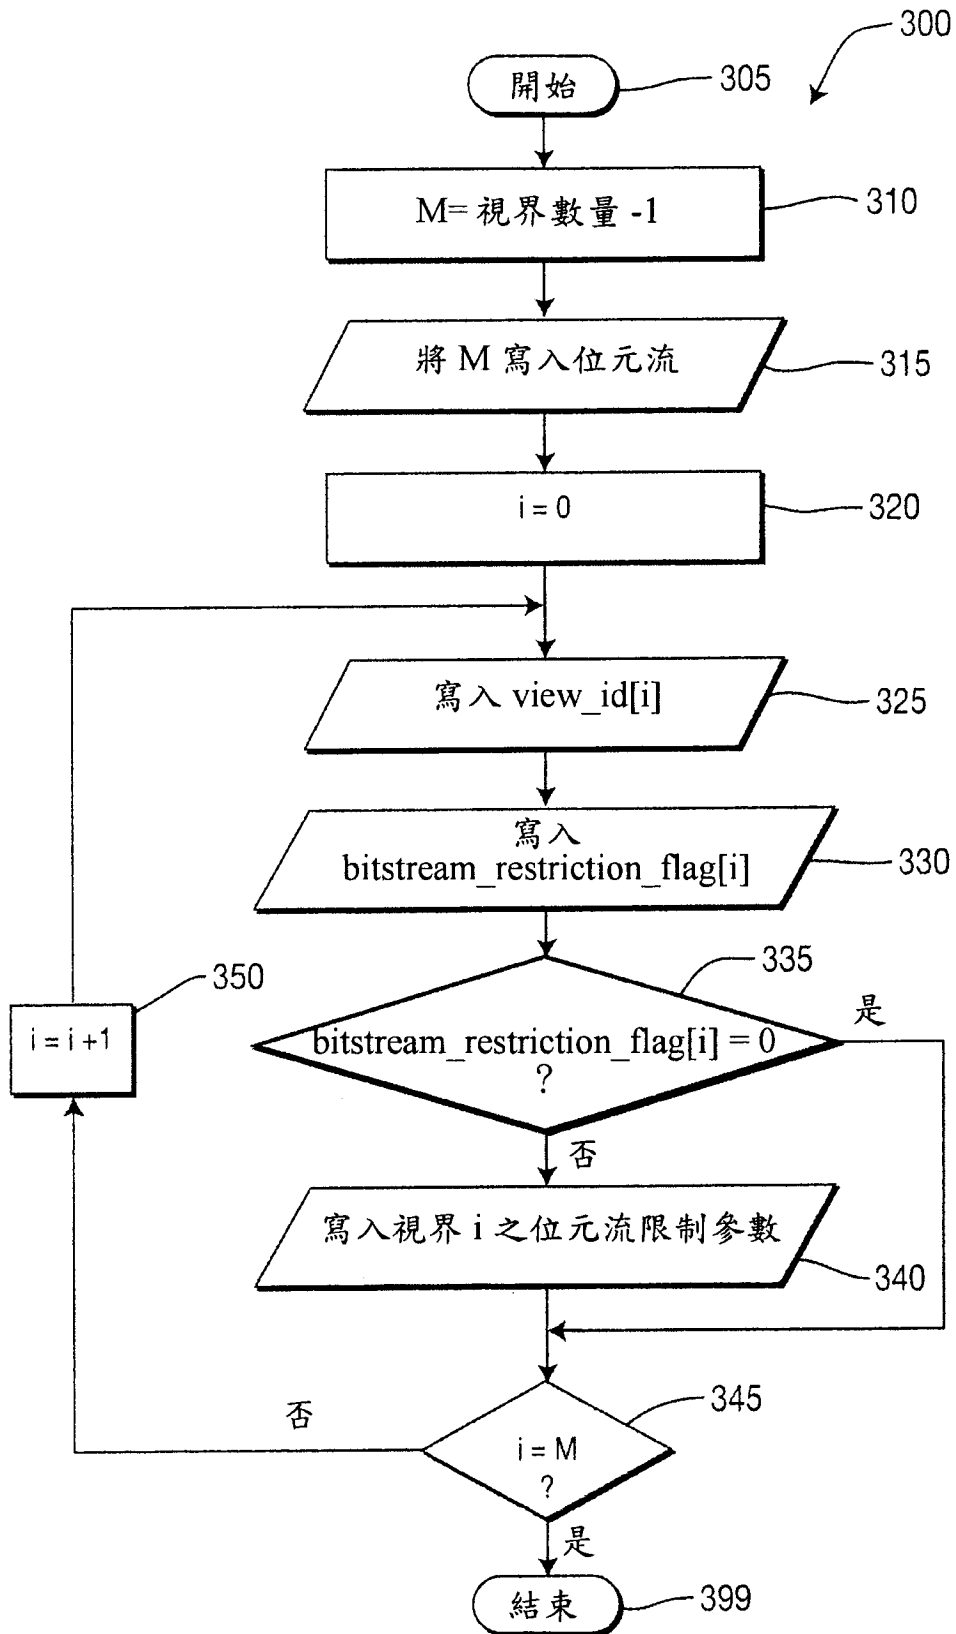 300
開始
305
M=視界數量 -1
310
將 M 寫入位元流
315
i = 0
320
寫入 view_id[i]
325
寫入
bitstream_restriction_flag[i]
330
335
是
bitstream_restriction_flag[i] = 0
?
350
i = i +1
否
寫入視界 i 之位元流限制參數
340
345
否
i = M
?
是
結束
399